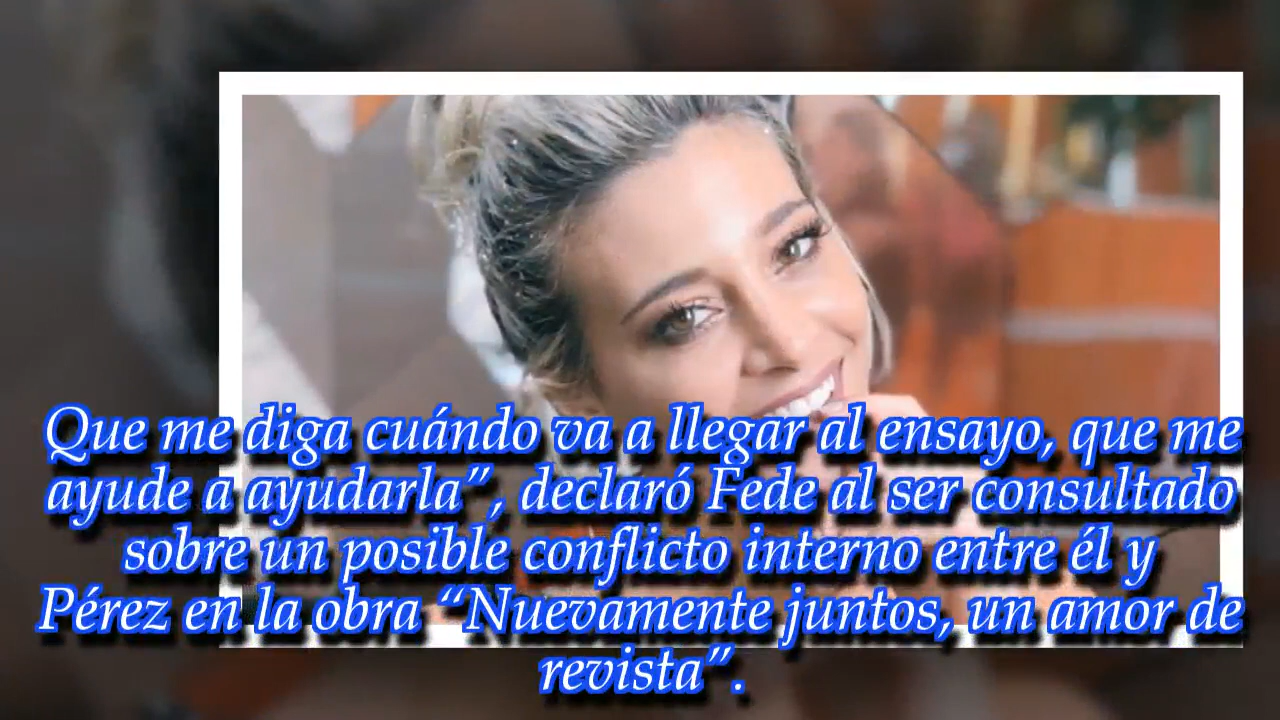 Que me diga cuándo va a llegar al ensayo, que me
ayude a ayudarla”, declaró Fede al ser consultado
sobre un posible conflicto interno entre él y
Pérez en la obra “Nuevamente juntos, un amor de
revista”.